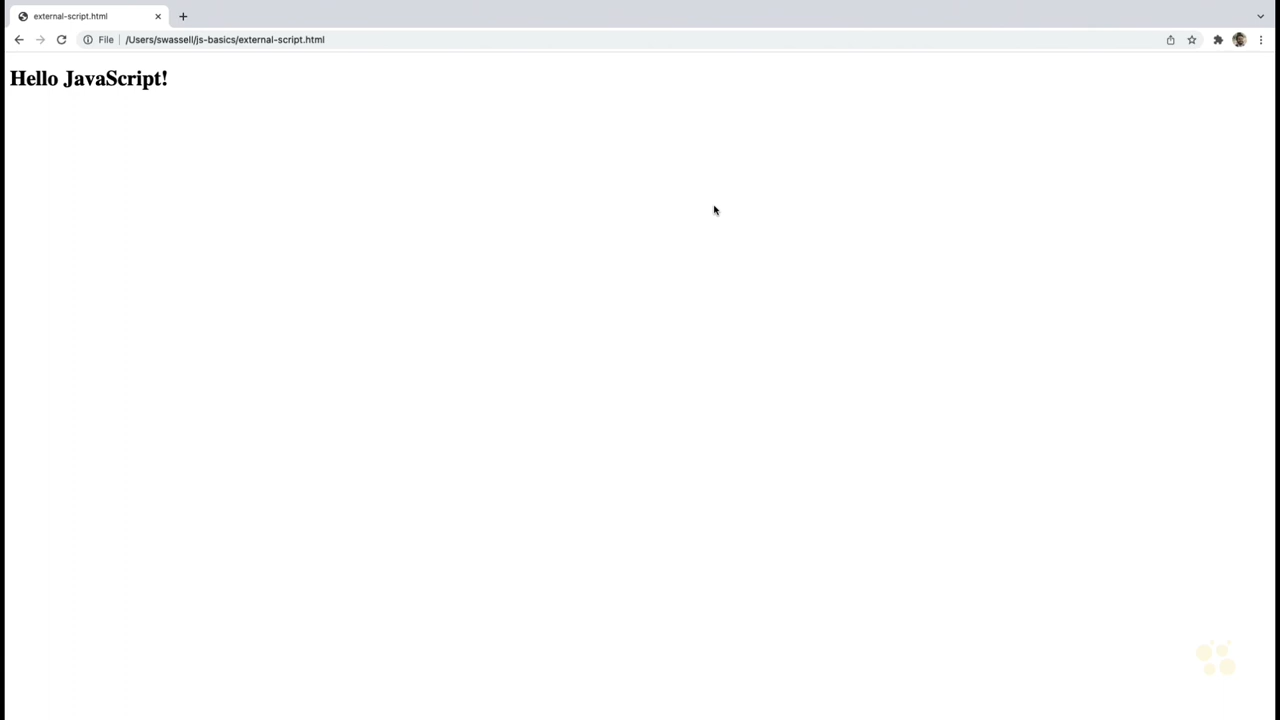 external-script.html
File /Users/swassell/js-basics/external-script.html
Hello JavaScript!